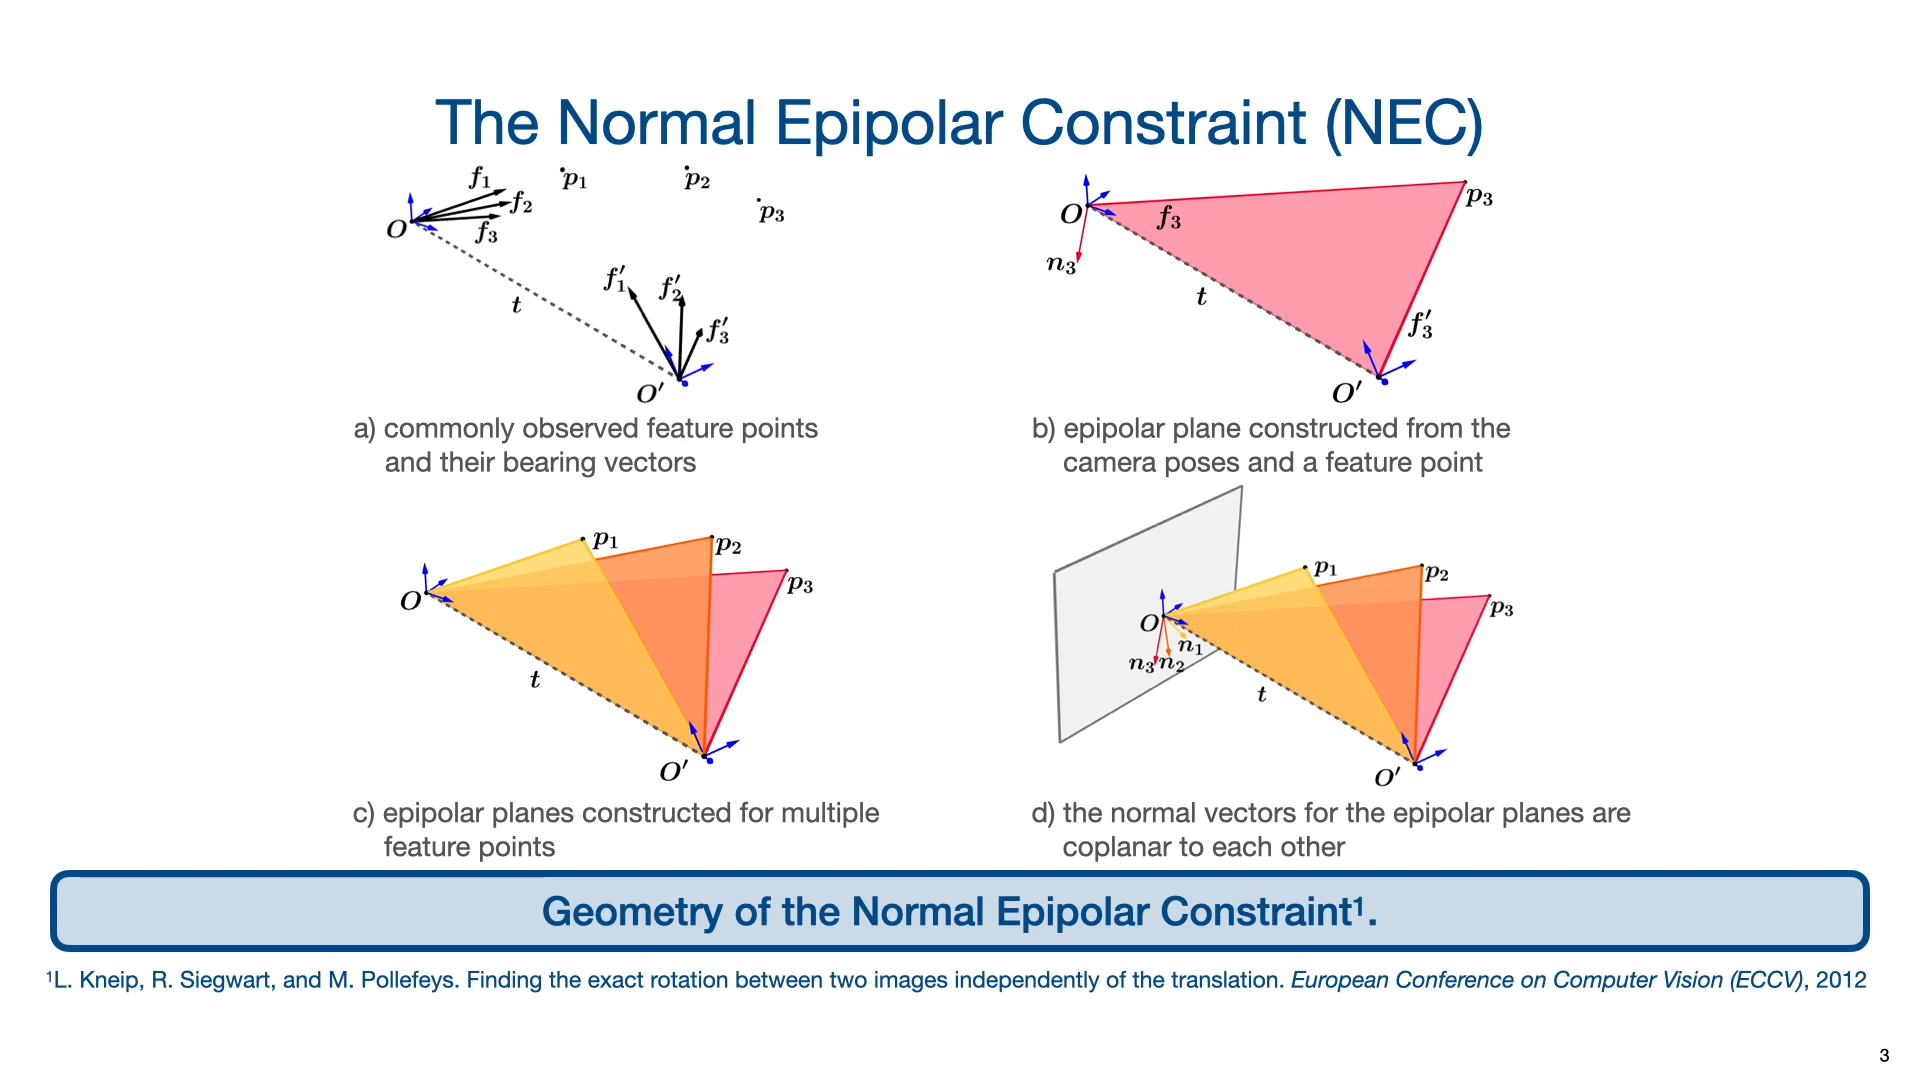 The Normal Epipolar Constraint (NEC)
f₁ p₁ p₂
f₂ p₃
O f₃
t f′₁ f′₂ f′₃
O′
a) commonly observed feature points
and their bearing vectors
O f₃ p₃
n₃
t f′₃
O′
b) epipolar plane constructed from the
camera poses and a feature point
p₁ p₂
p₃
O
t
O′
c) epipolar planes constructed for multiple
feature points
p₁ p₂
p₃
O
n₃ n₂ n₁
t
O′
d) the normal vectors for the epipolar planes are
coplanar to each other
Geometry of the Normal Epipolar Constraint¹.
¹L. Kneip, R. Siegwart, and M. Pollefeys. Finding the exact rotation between two images independently of the translation. European Conference on Computer Vision (ECCV), 2012
3